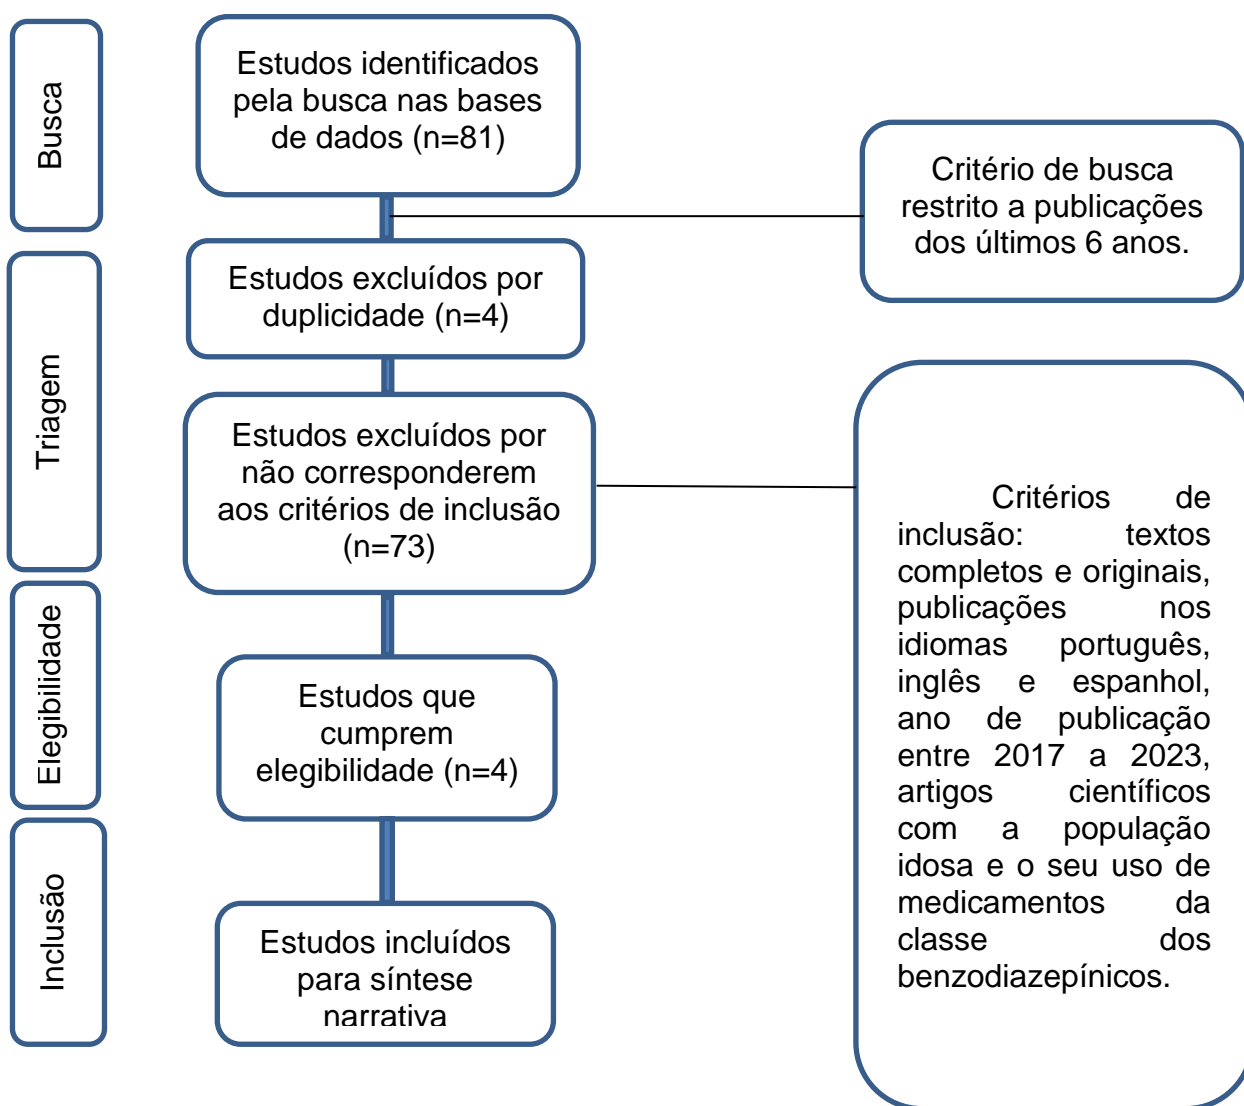 Busca
Estudos identificados
pela busca nas bases
de dados (n=81)
Critério de busca
restrito a publicações
dos últimos 6 anos.
Triagem
Estudos excluídos por
duplicidade (n=4)
Estudos excluídos por
não corresponderem
aos critérios de inclusão
(n=73)
Critérios de
inclusão: textos
completos e originais,
publicações nos
idiomas português,
inglês e espanhol,
ano de publicação
entre 2017 a 2023,
artigos científicos
com a população
idosa e o seu uso de
medicamentos da
classe dos
benzodiazepínicos.
Elegibilidade
Estudos que
cumprem
elegibilidade (n=4)
Inclusão
Estudos incluídos
para síntese
narrativa